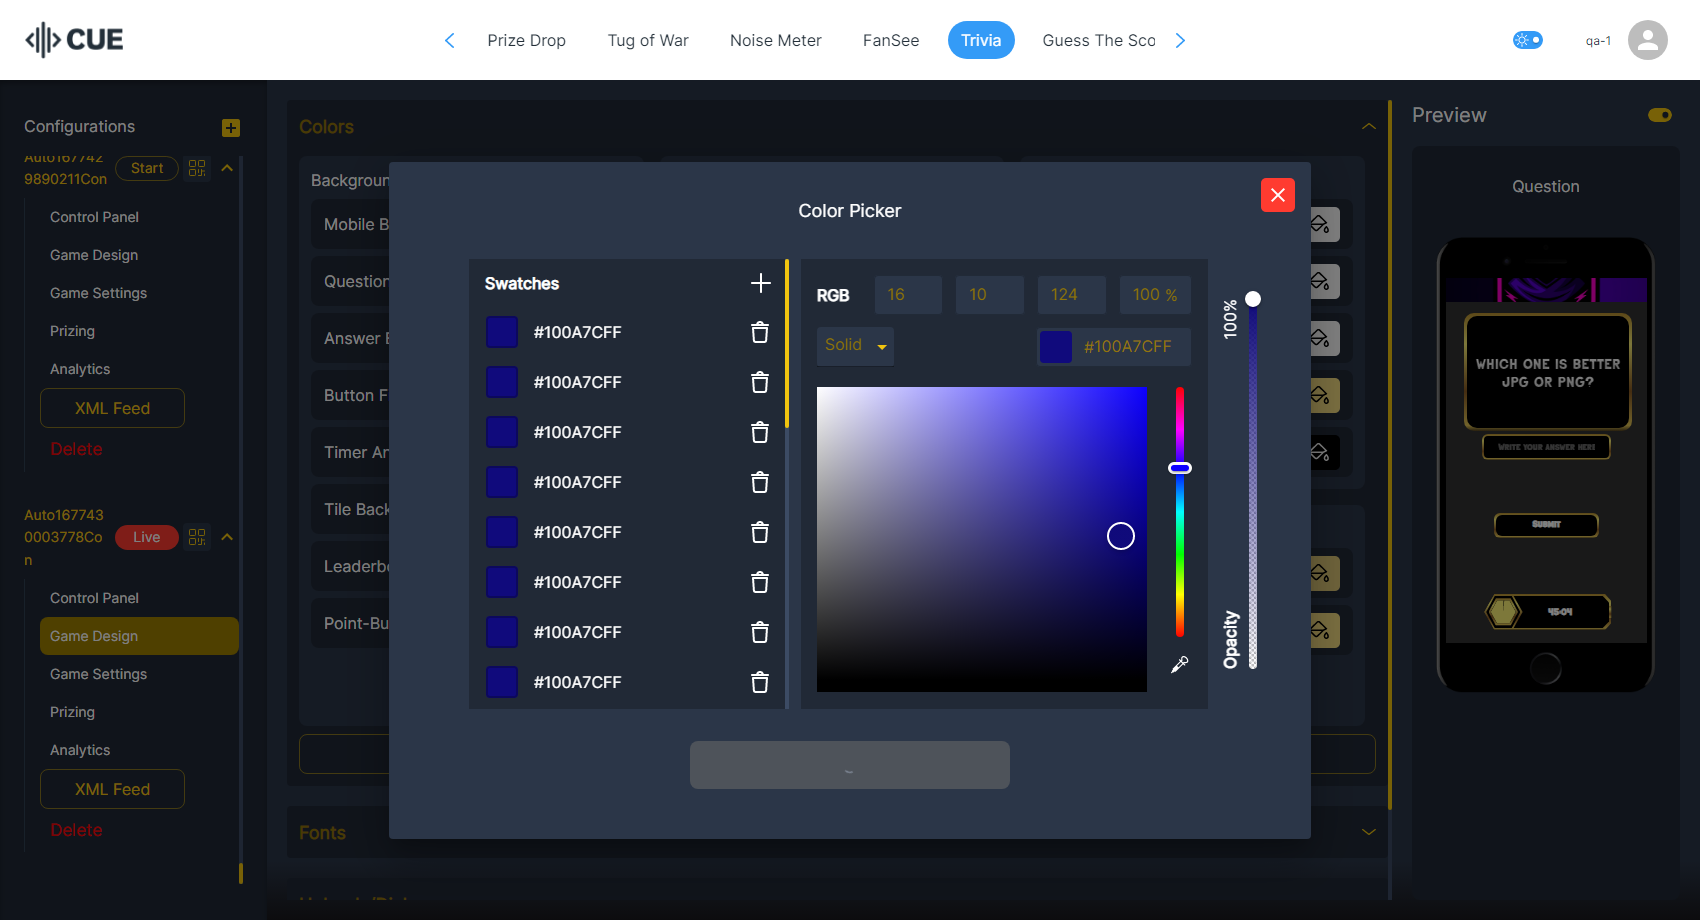 CUE
Prize Drop
Tug of War
Noise Meter
FanSee
Trivia
Guess The Sco
qa-1
Configurations
Auto167742
9890211Con
Start
Control Panel
Game Design
Game Settings
Prizing
Analytics
XML Feed
Delete
Auto167743
0003778Co
n
Live
Control Panel
Game Design
Game Settings
Prizing
Analytics
XML Feed
Delete
Colors
Backgroun
Mobile B
Question
Answer
Button F
Timer An
Tile Back
Leaderbo
Point-Bu
Fonts
Color Picker
Swatches
#100A7CFF
#100A7CFF
#100A7CFF
#100A7CFF
#100A7CFF
#100A7CFF
#100A7CFF
#100A7CFF
RGB
16
10
124
100 %
Solid
#100A7CFF
100%
Opacity
Preview
Question
WHICH ONE IS BETTER
JPG OR PNG?
WRITE YOUR ANSWER HERE
SUBMIT
45:04